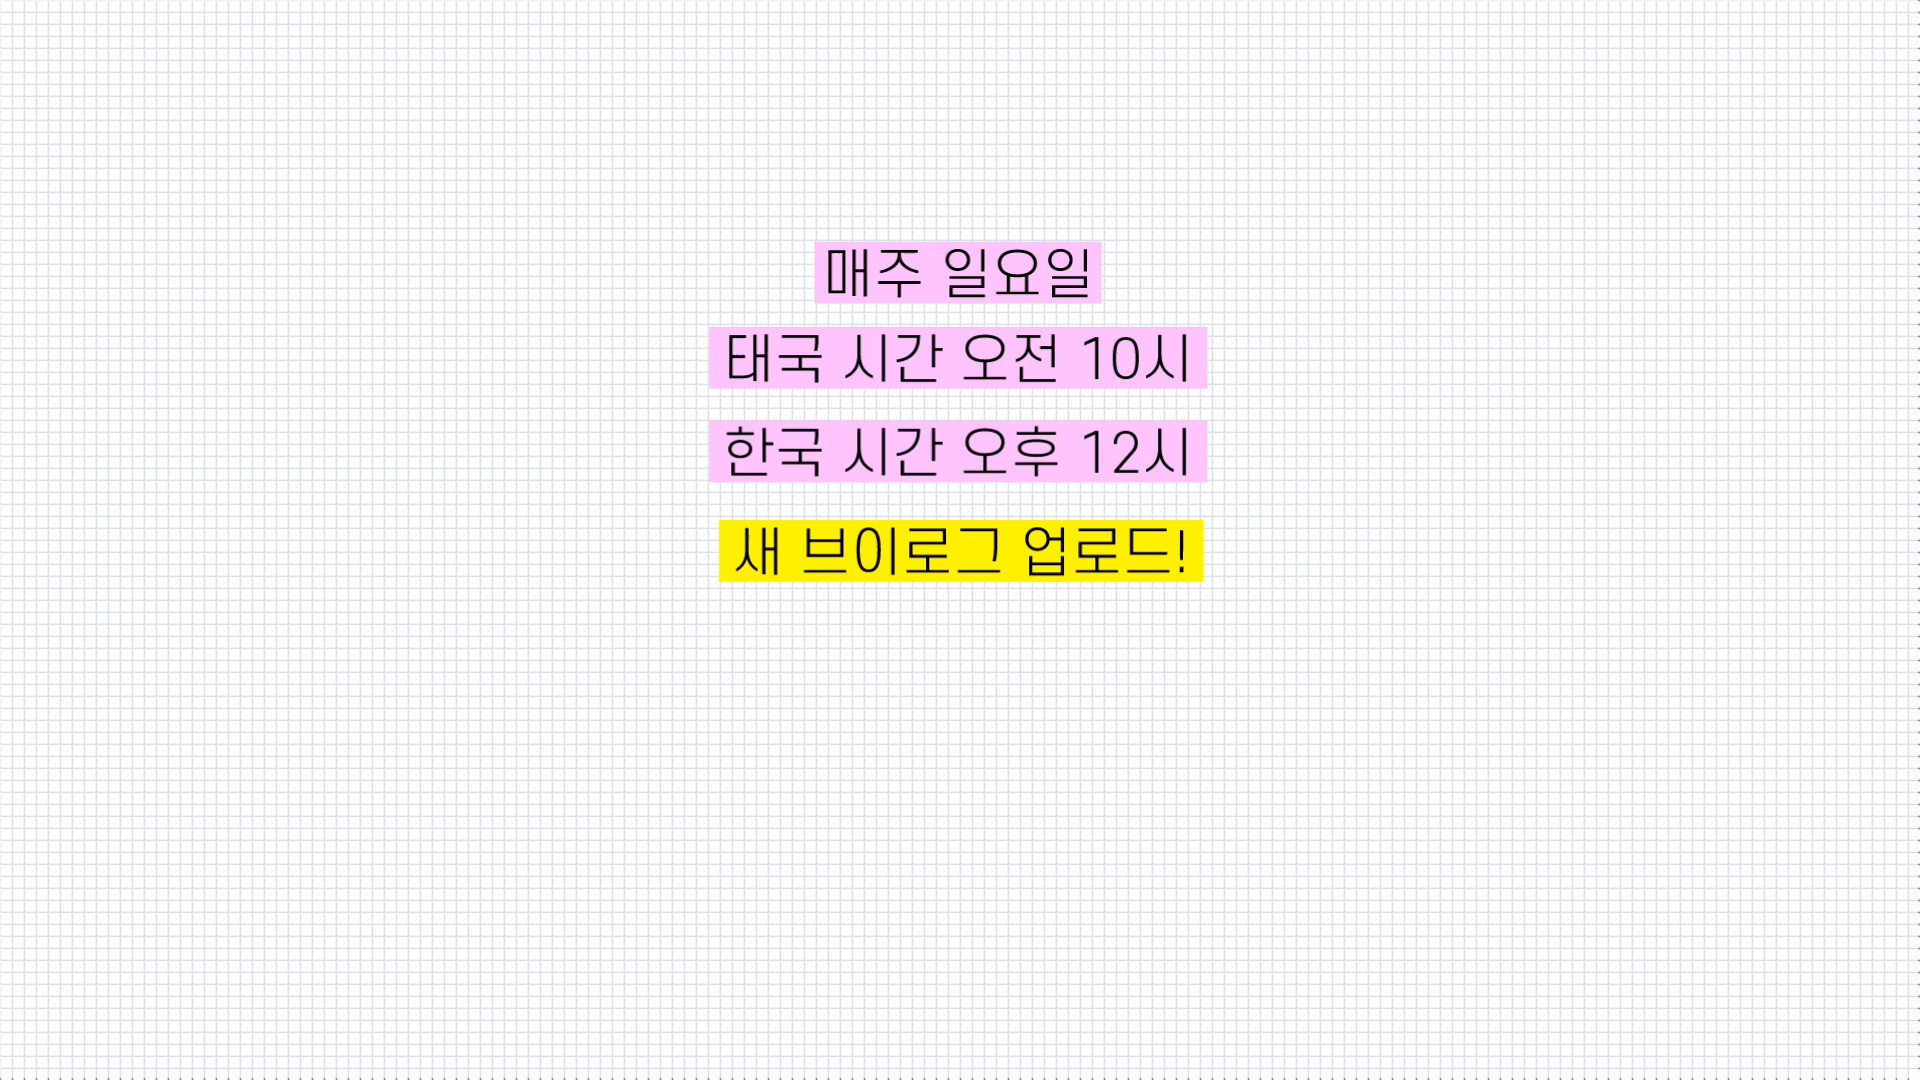 매주 일요일
태국 시간 오전 10시
한국 시간 오후 12시
새 브이로그 업로드!